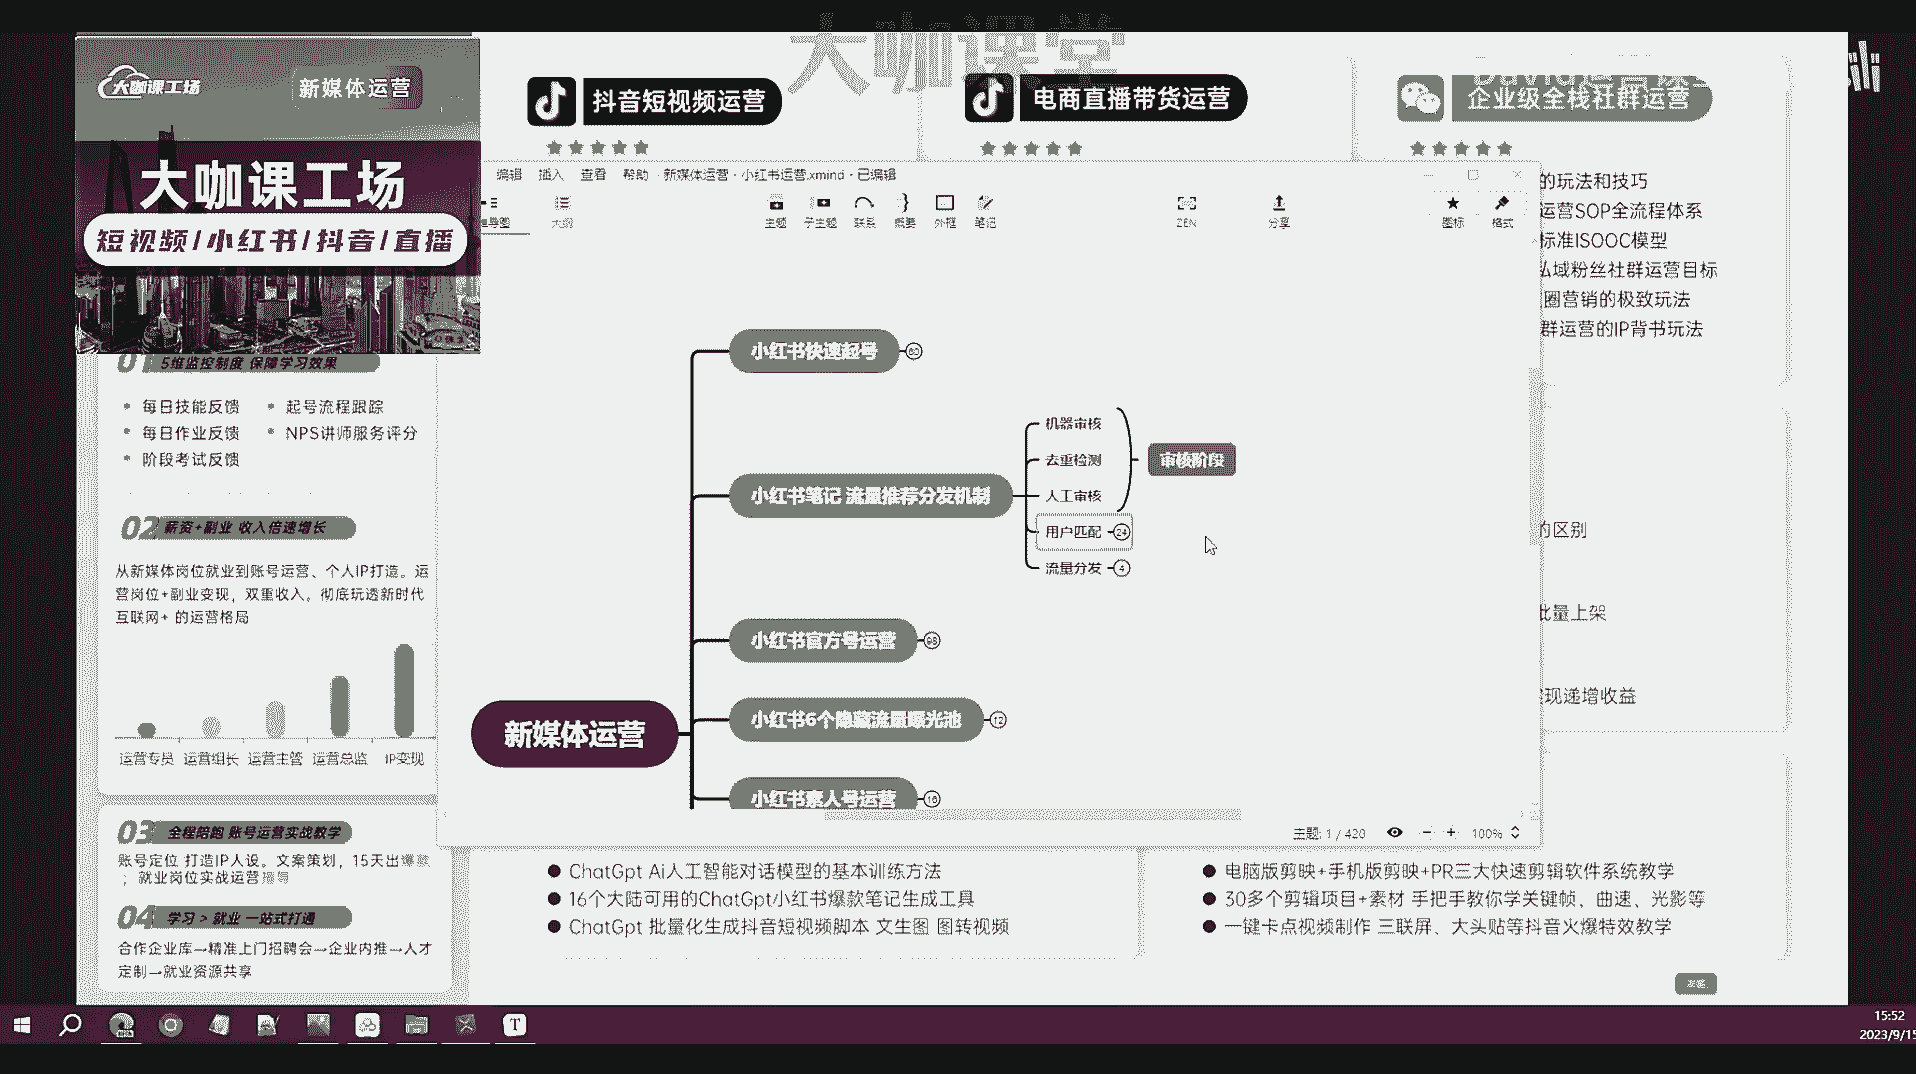 大咖课堂
大咖课工场
新媒体运营
大咖课工场
短视频/小红书/抖音/直播
抖音短视频运营
电商直播带货运营
企业级全栈社群运营
编辑 插入 查看 帮助 新媒体运营 - 小红书运营.xmind - 已编辑
大纲
主题 子主题 联系 概要 外框 笔记
ZEN
分享
图标 格式
的玩法和技巧
运营SOP全流程体系
标准ISOOC模型
私域粉丝社群运营目标
圈营销的极致玩法
群运营的IP背书玩法
的区别
批量上架
现递增收益
01 5维监控制度 保障学习效果
每日技能反馈
起号流程跟踪
每日作业反馈
NPS讲师服务评分
阶段考试反馈
02 薪资+副业 收入倍速增长
从新媒体岗位就业到账号运营、个人IP打造。运
营岗位+副业变现，双重收入。彻底玩透新时代
互联网+ 的运营格局
运营专员 运营组长 运营主管 运营总监 IP变现
03 全程陪跑 账号运营实战教学
账号定位 打造IP人设。文案策划，15天出爆款
；就业岗位实战运营指导
04 学习 > 就业 一站式打通
合作企业库→精准上门招聘会→企业内推→人才
定制→就业资源共享
新媒体运营
小红书快速起号
60
小红书笔记 流量推荐分发机制
机器审核
去重检测
人工审核
审核阶段
用户匹配
24
流量分发
4
小红书官方号运营
小红书6个隐藏流量曝光池
12
小红书素人号运营
16
主题: 1 / 420
100%
ChatGpt Ai人工智能对话模型的基本训练方法
16个大陆可用的ChatGpt小红书爆款笔记生成工具
ChatGpt 批量化生成抖音短视频脚本 文生图 图转视频
电脑版剪映+手机版剪映+PR三大快速剪辑软件系统教学
30多个剪辑项目+素材 手把手教你学关键帧、曲速、光影等
一键卡点视频制作 三联屏、大头贴等抖音火爆特效教学
15:52
2023/9/15